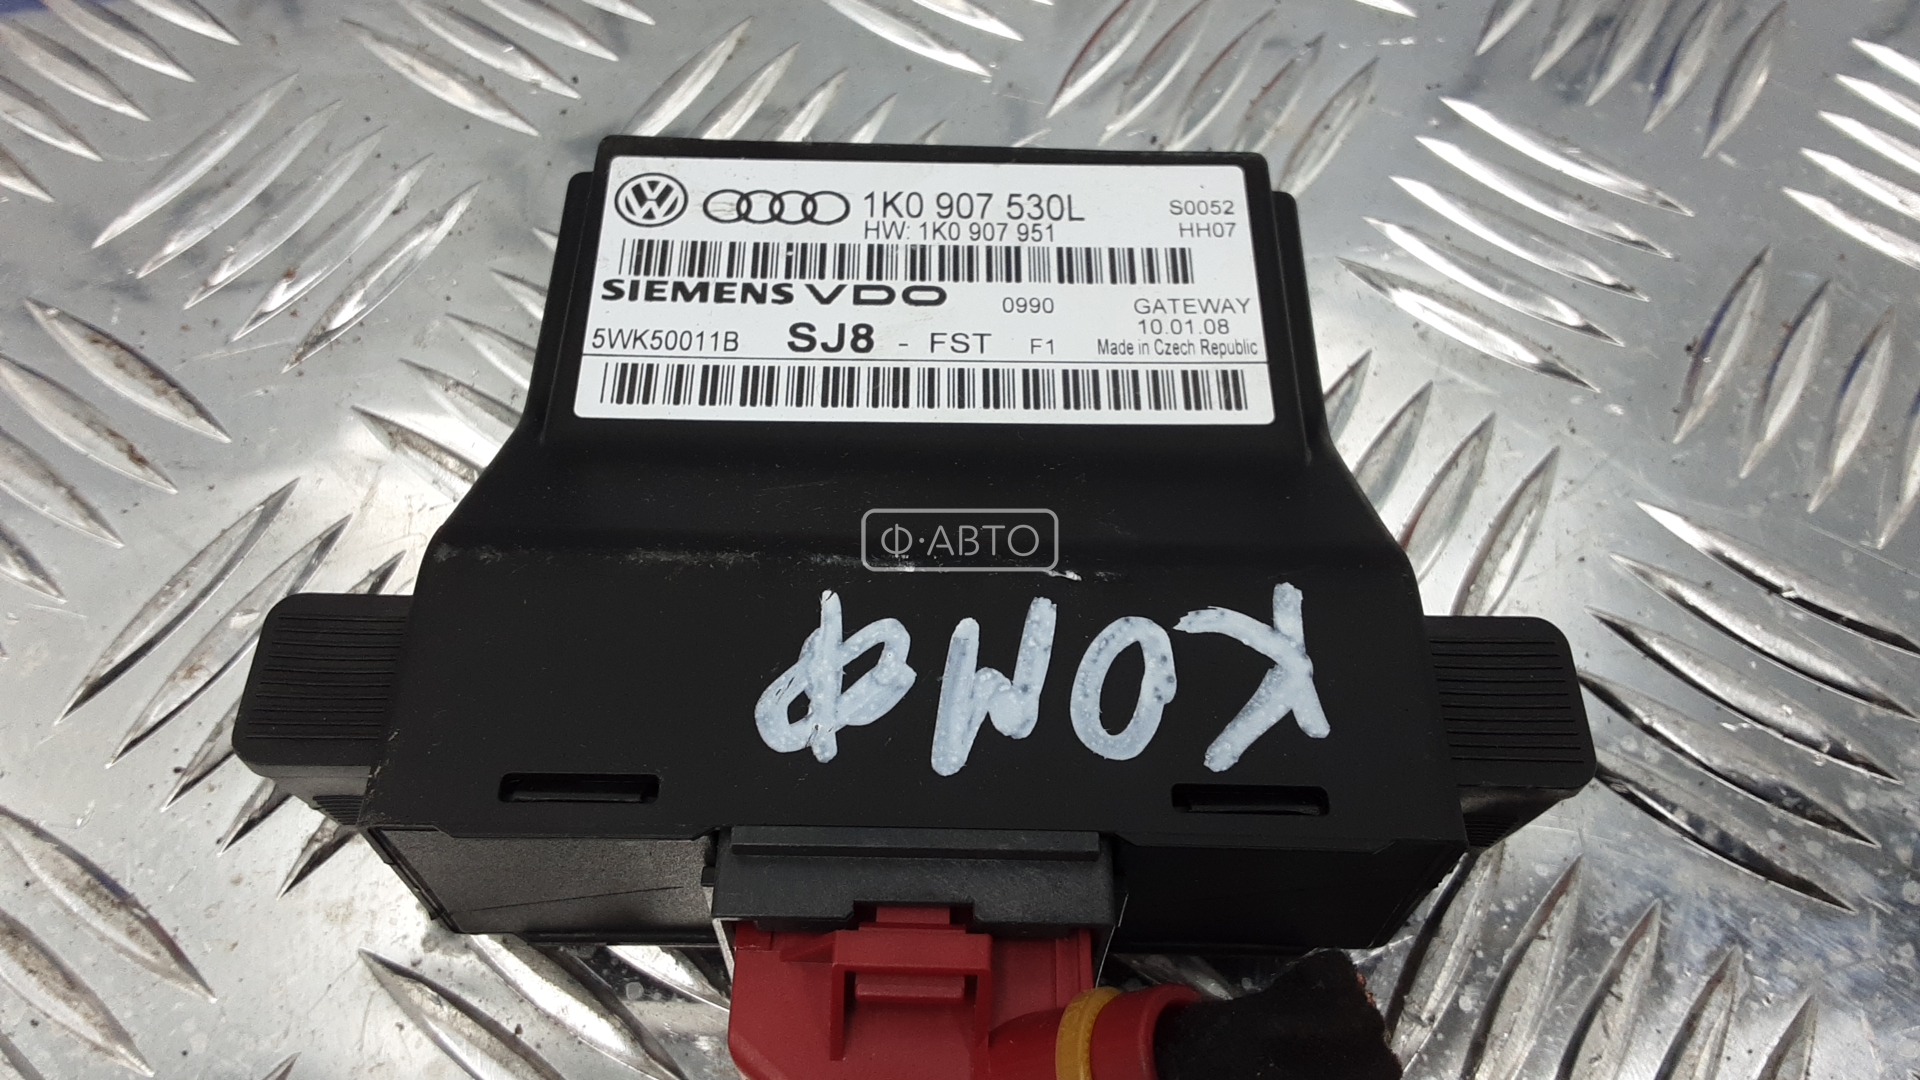 1K0 907 530L
S0052
HW: 1K0 907 951
HH07
SIEMENS VDO
0990
GATEWAY
10.01.08
5WK50011B
SJ8 - FST F1
Made in Czech Republic
Ф·АВТО
КОМФ